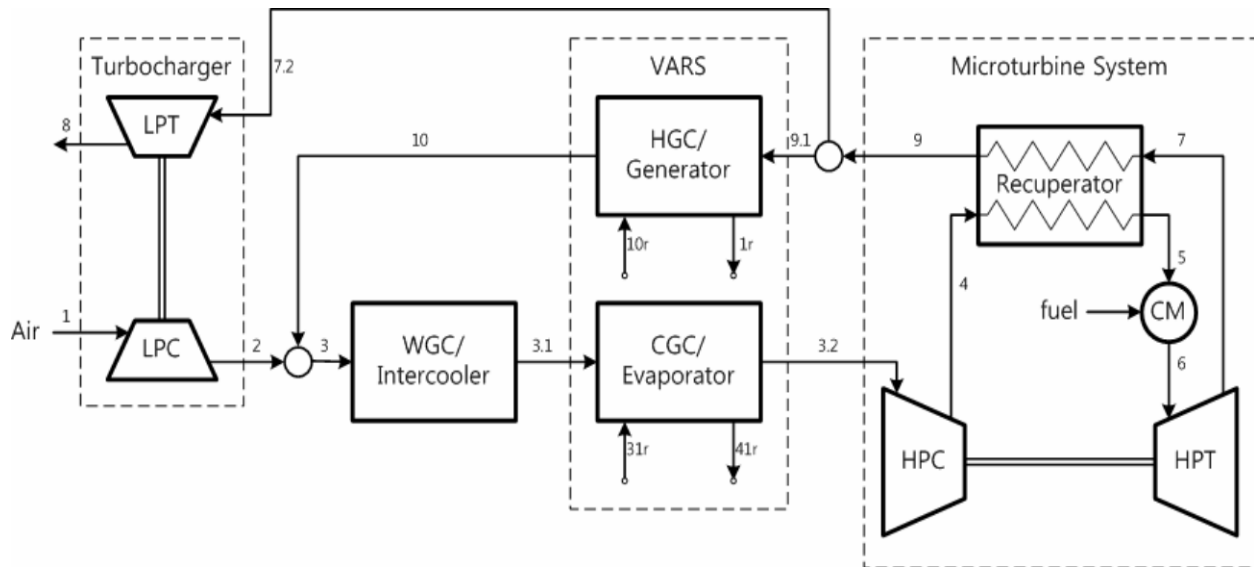 Turbocharger
7.2
VARS
Microturbine System
LPT
8
10
HGC/
Generator
9.1
9
7
Recuperator
10r
1r
4
5
fuel
CM
Air
1
LPC
2
3
WGC/
Intercooler
3.1
CGC/
Evaporator
3.2
6
31r
41r
HPC
HPT